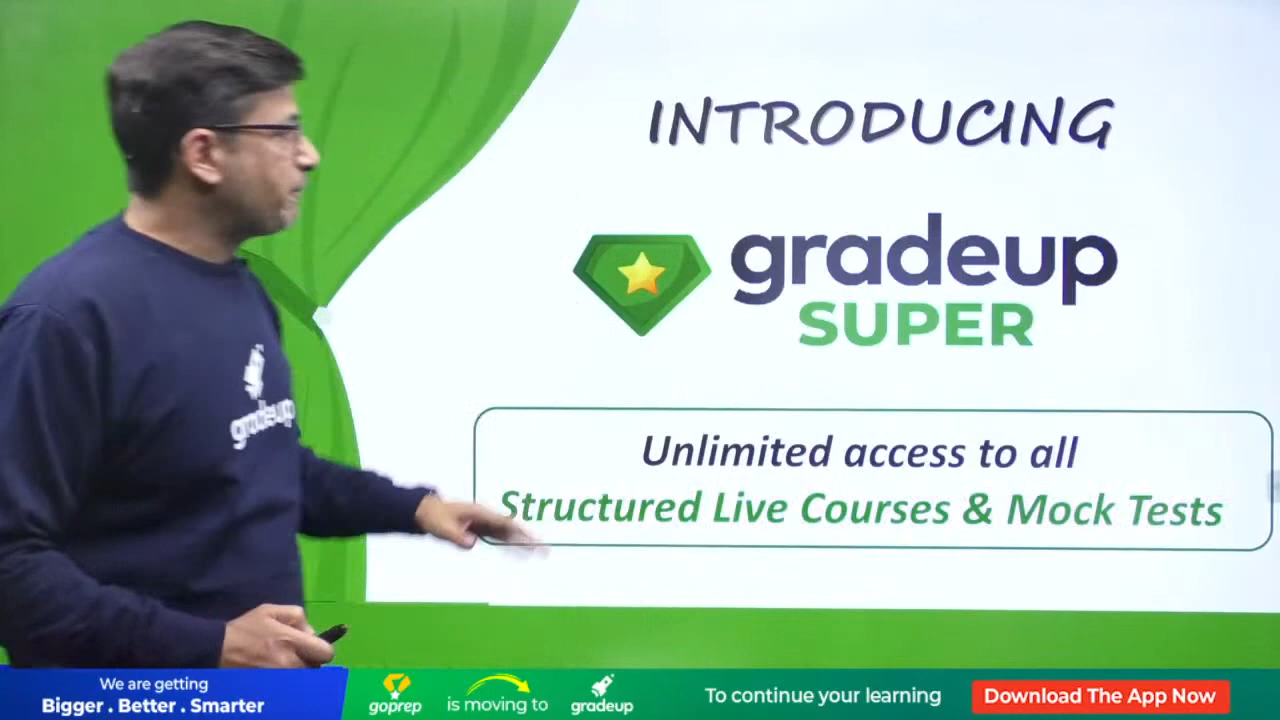 INTRODUCING
gradeup
SUPER
Unlimited access to all
Structured Live Courses & Mock Tests
gradeup
We are getting
Bigger . Better . Smarter
goprep
is moving to
gradeup
To continue your learning
Download The App Now